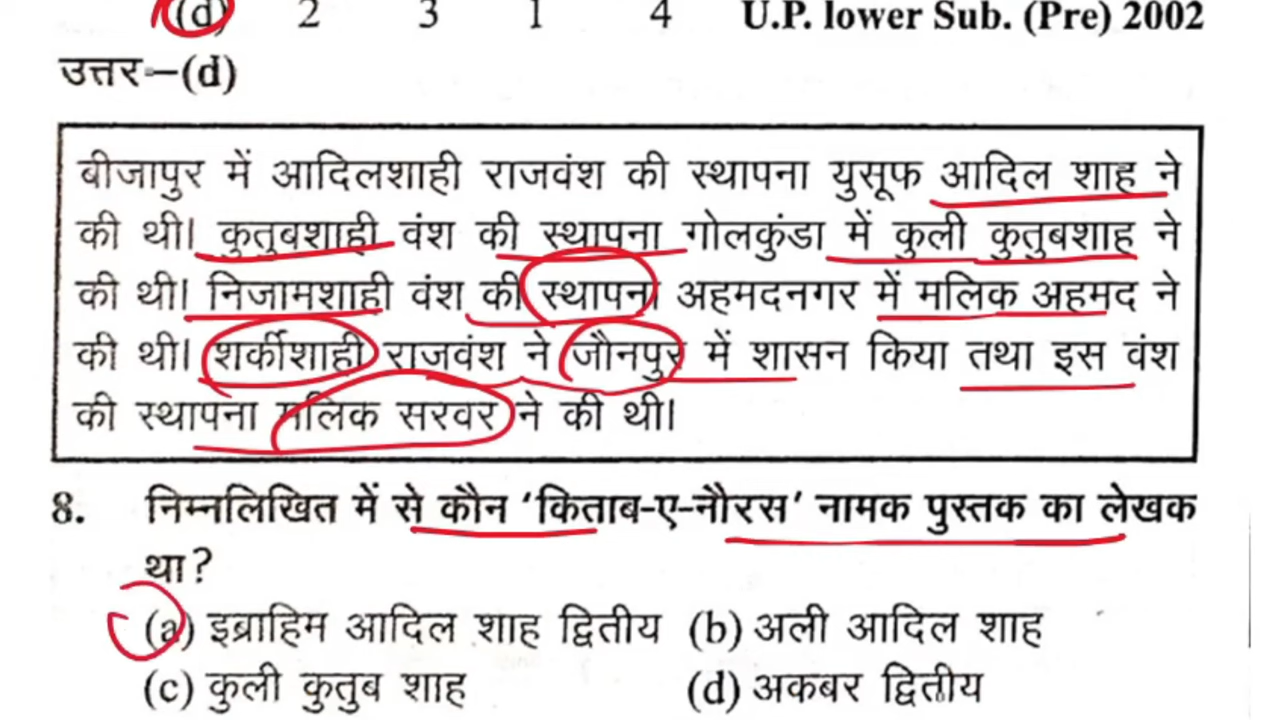 (d) 2 3 1 4 U.P. lower Sub. (Pre) 2002
उत्तर–(d)
बीजापुर में आदिलशाही राजवंश की स्थापना युसूफ आदिल शाह ने
की थी। कुतुबशाही वंश की स्थापना गोलकुंडा में कुली कुतुबशाह ने
की थी। निजामशाही वंश की स्थापना अहमदनगर में मलिक अहमद ने
की थी। शर्कीशाही राजवंश ने जौनपुर में शासन किया तथा इस वंश
की स्थापना मलिक सरवर ने की थी।
8. निम्नलिखित में से कौन ‘किताब-ए-नौरस’ नामक पुस्तक का लेखक
था?
(a) इब्राहिम आदिल शाह द्वितीय (b) अली आदिल शाह
(c) कुली कुतुब शाह (d) अकबर द्वितीय